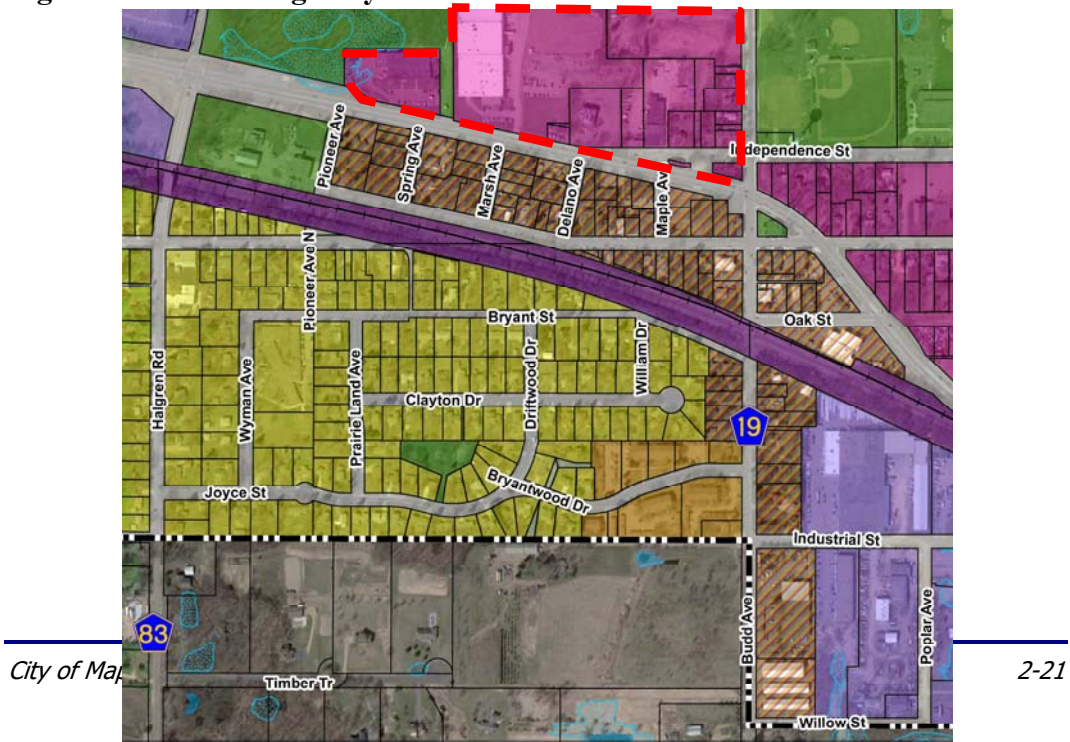 Independence St
Pioneer Ave
Spring Ave
Marsh Ave
Delano Ave
Maple Av
Pioneer Ave N
Bryant St
Oak St
Halgren Rd
Wyman Ave
Prairie Land Ave
Clayton Dr
Driftwood Dr
William Dr
19
Joyce St
Bryantwood Dr
Industrial St
83
Budd Ave
Poplar Ave
City of Map
2-21
Timber Tr
Willow St